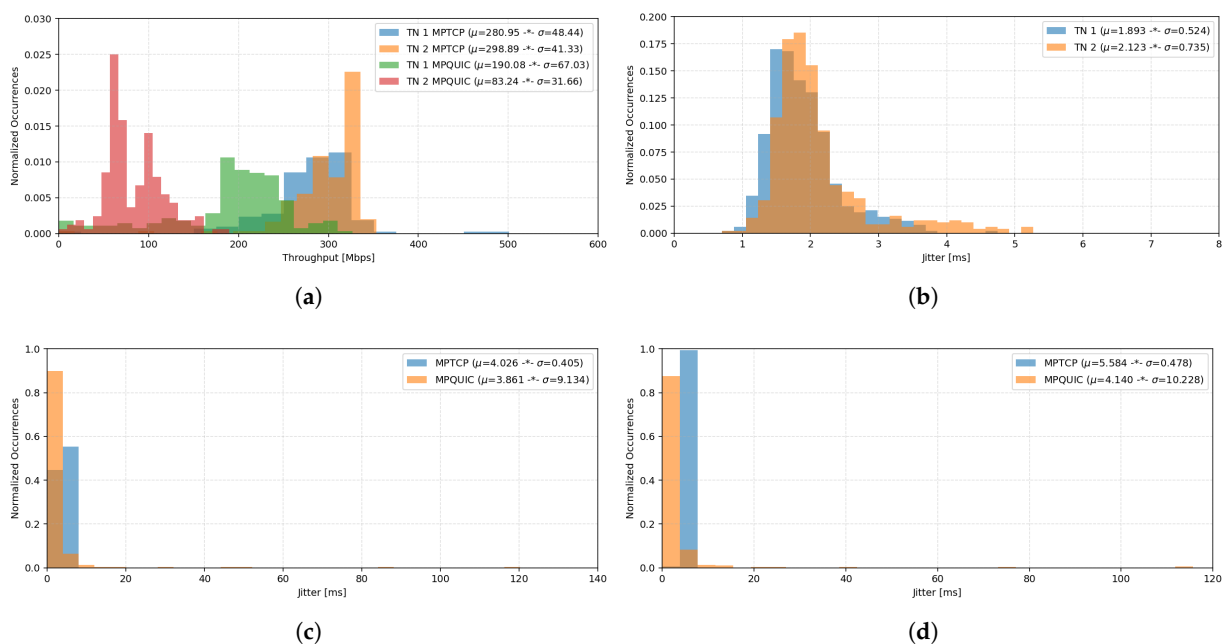 0.030
0.025
0.020
0.015
0.010
0.005
0.000
Normalized Occurrences
TN 1 MPTCP (μ=280.95 -*- σ=48.44)
TN 2 MPTCP (μ=298.89 -*- σ=41.33)
TN 1 MPQUIC (μ=190.08 -*- σ=67.03)
TN 2 MPQUIC (μ=83.24 -*- σ=31.66)
0 100 200 300 400 500 600
Throughput [Mbps]
(a)
0.200
0.175
0.150
0.125
0.100
0.075
0.050
0.025
0.000
Normalized Occurrences
TN 1 (μ=1.893 -*- σ=0.524)
TN 2 (μ=2.123 -*- σ=0.735)
0 1 2 3 4 5 6 7 8
Jitter [ms]
(b)
1.0
0.8
0.6
0.4
0.2
0.0
Normalized Occurrences
MPTCP (μ=4.026 -*- σ=0.405)
MPQUIC (μ=3.861 -*- σ=9.134)
0 20 40 60 80 100 120 140
Jitter [ms]
(c)
1.0
0.8
0.6
0.4
0.2
0.0
Normalized Occurrences
MPTCP (μ=5.584 -*- σ=0.478)
MPQUIC (μ=4.140 -*- σ=10.228)
0 20 40 60 80 100 120
Jitter [ms]
(d)